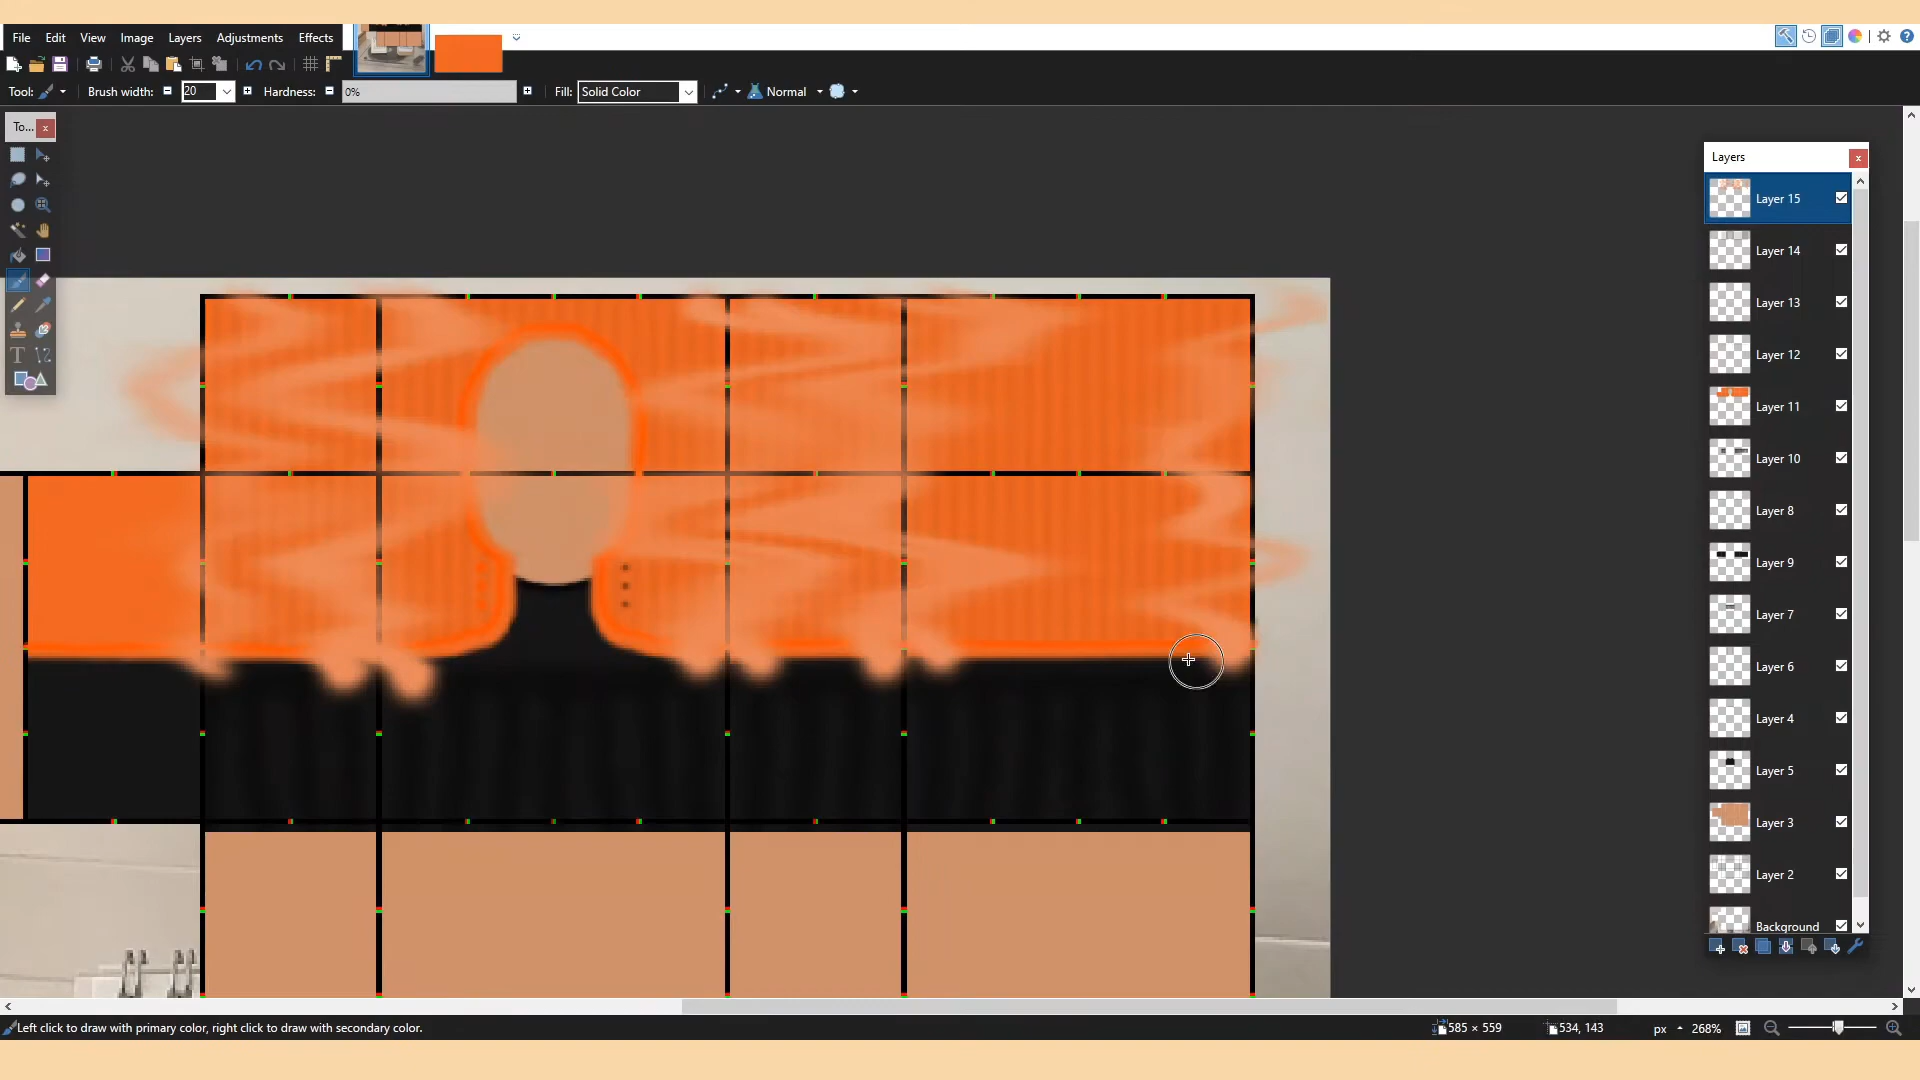 File Edit View Image Layers Adjustments Effects
Tool: Brush width: 20 Hardness: 0% Fill: Solid Color Normal
To...
Layers
Layer 15
Layer 14
Layer 13
Layer 12
Layer 11
Layer 10
Layer 8
Layer 9
Layer 7
Layer 6
Layer 4
Layer 5
Layer 3
Layer 2
Background
Left click to draw with primary color, right click to draw with secondary color. 585 × 559 534, 143 px 268%